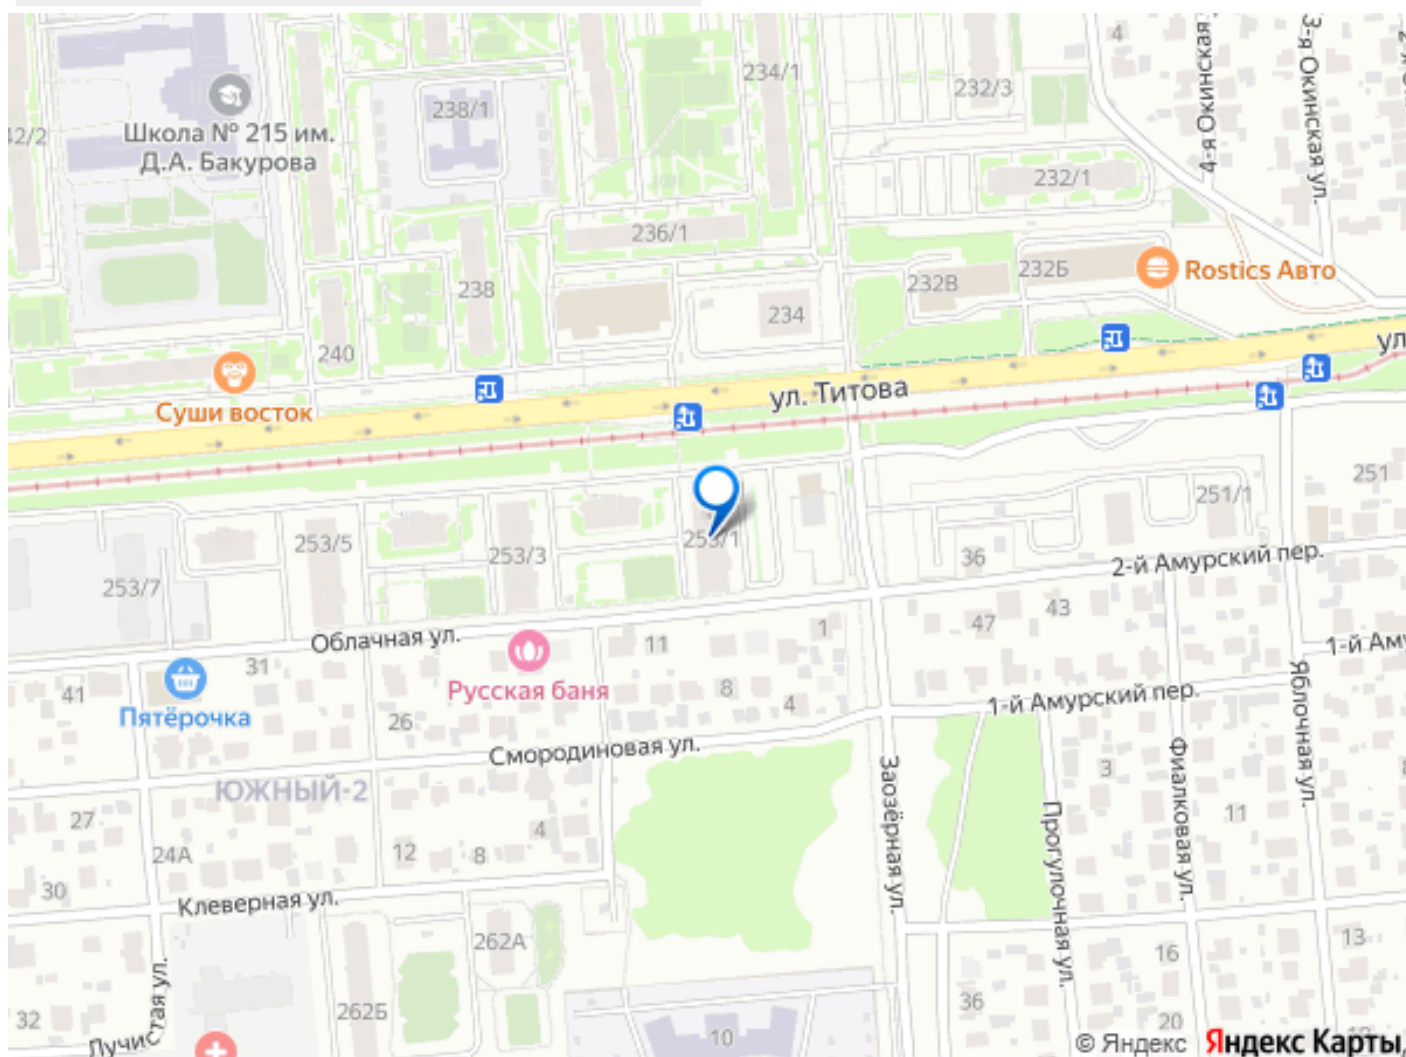 4
234/1
232/3
4-я Окинская
3-я Окинская ул.
238/1
Школа № 215 им.
Д.А. Бакурова
42/2
232/1
236/1
232Б
Rostics Авто
232В
238
234
240
ул
ул. Титова
Суши восток
251
251/1
253/1
253/5
253/3
36
2-й Амурский пер.
253/7
43
47
1
Облачная ул.
11
1-й Аму
31
41
Русская баня
8
4
1-й Амурский пер.
Пятёрочка
26
Смородиновая ул.
Яблочная ул.
Заозёрная ул.
3
Фиалковая ул.
ЮЖНЫЙ-2
Прогулочная ул.
11
27
4
24А
12
8
30
Клеверная ул.
262А
13
16
Лучистая ул.
36
32
262Б
10
20
© Яндекс
Яндекс Карты